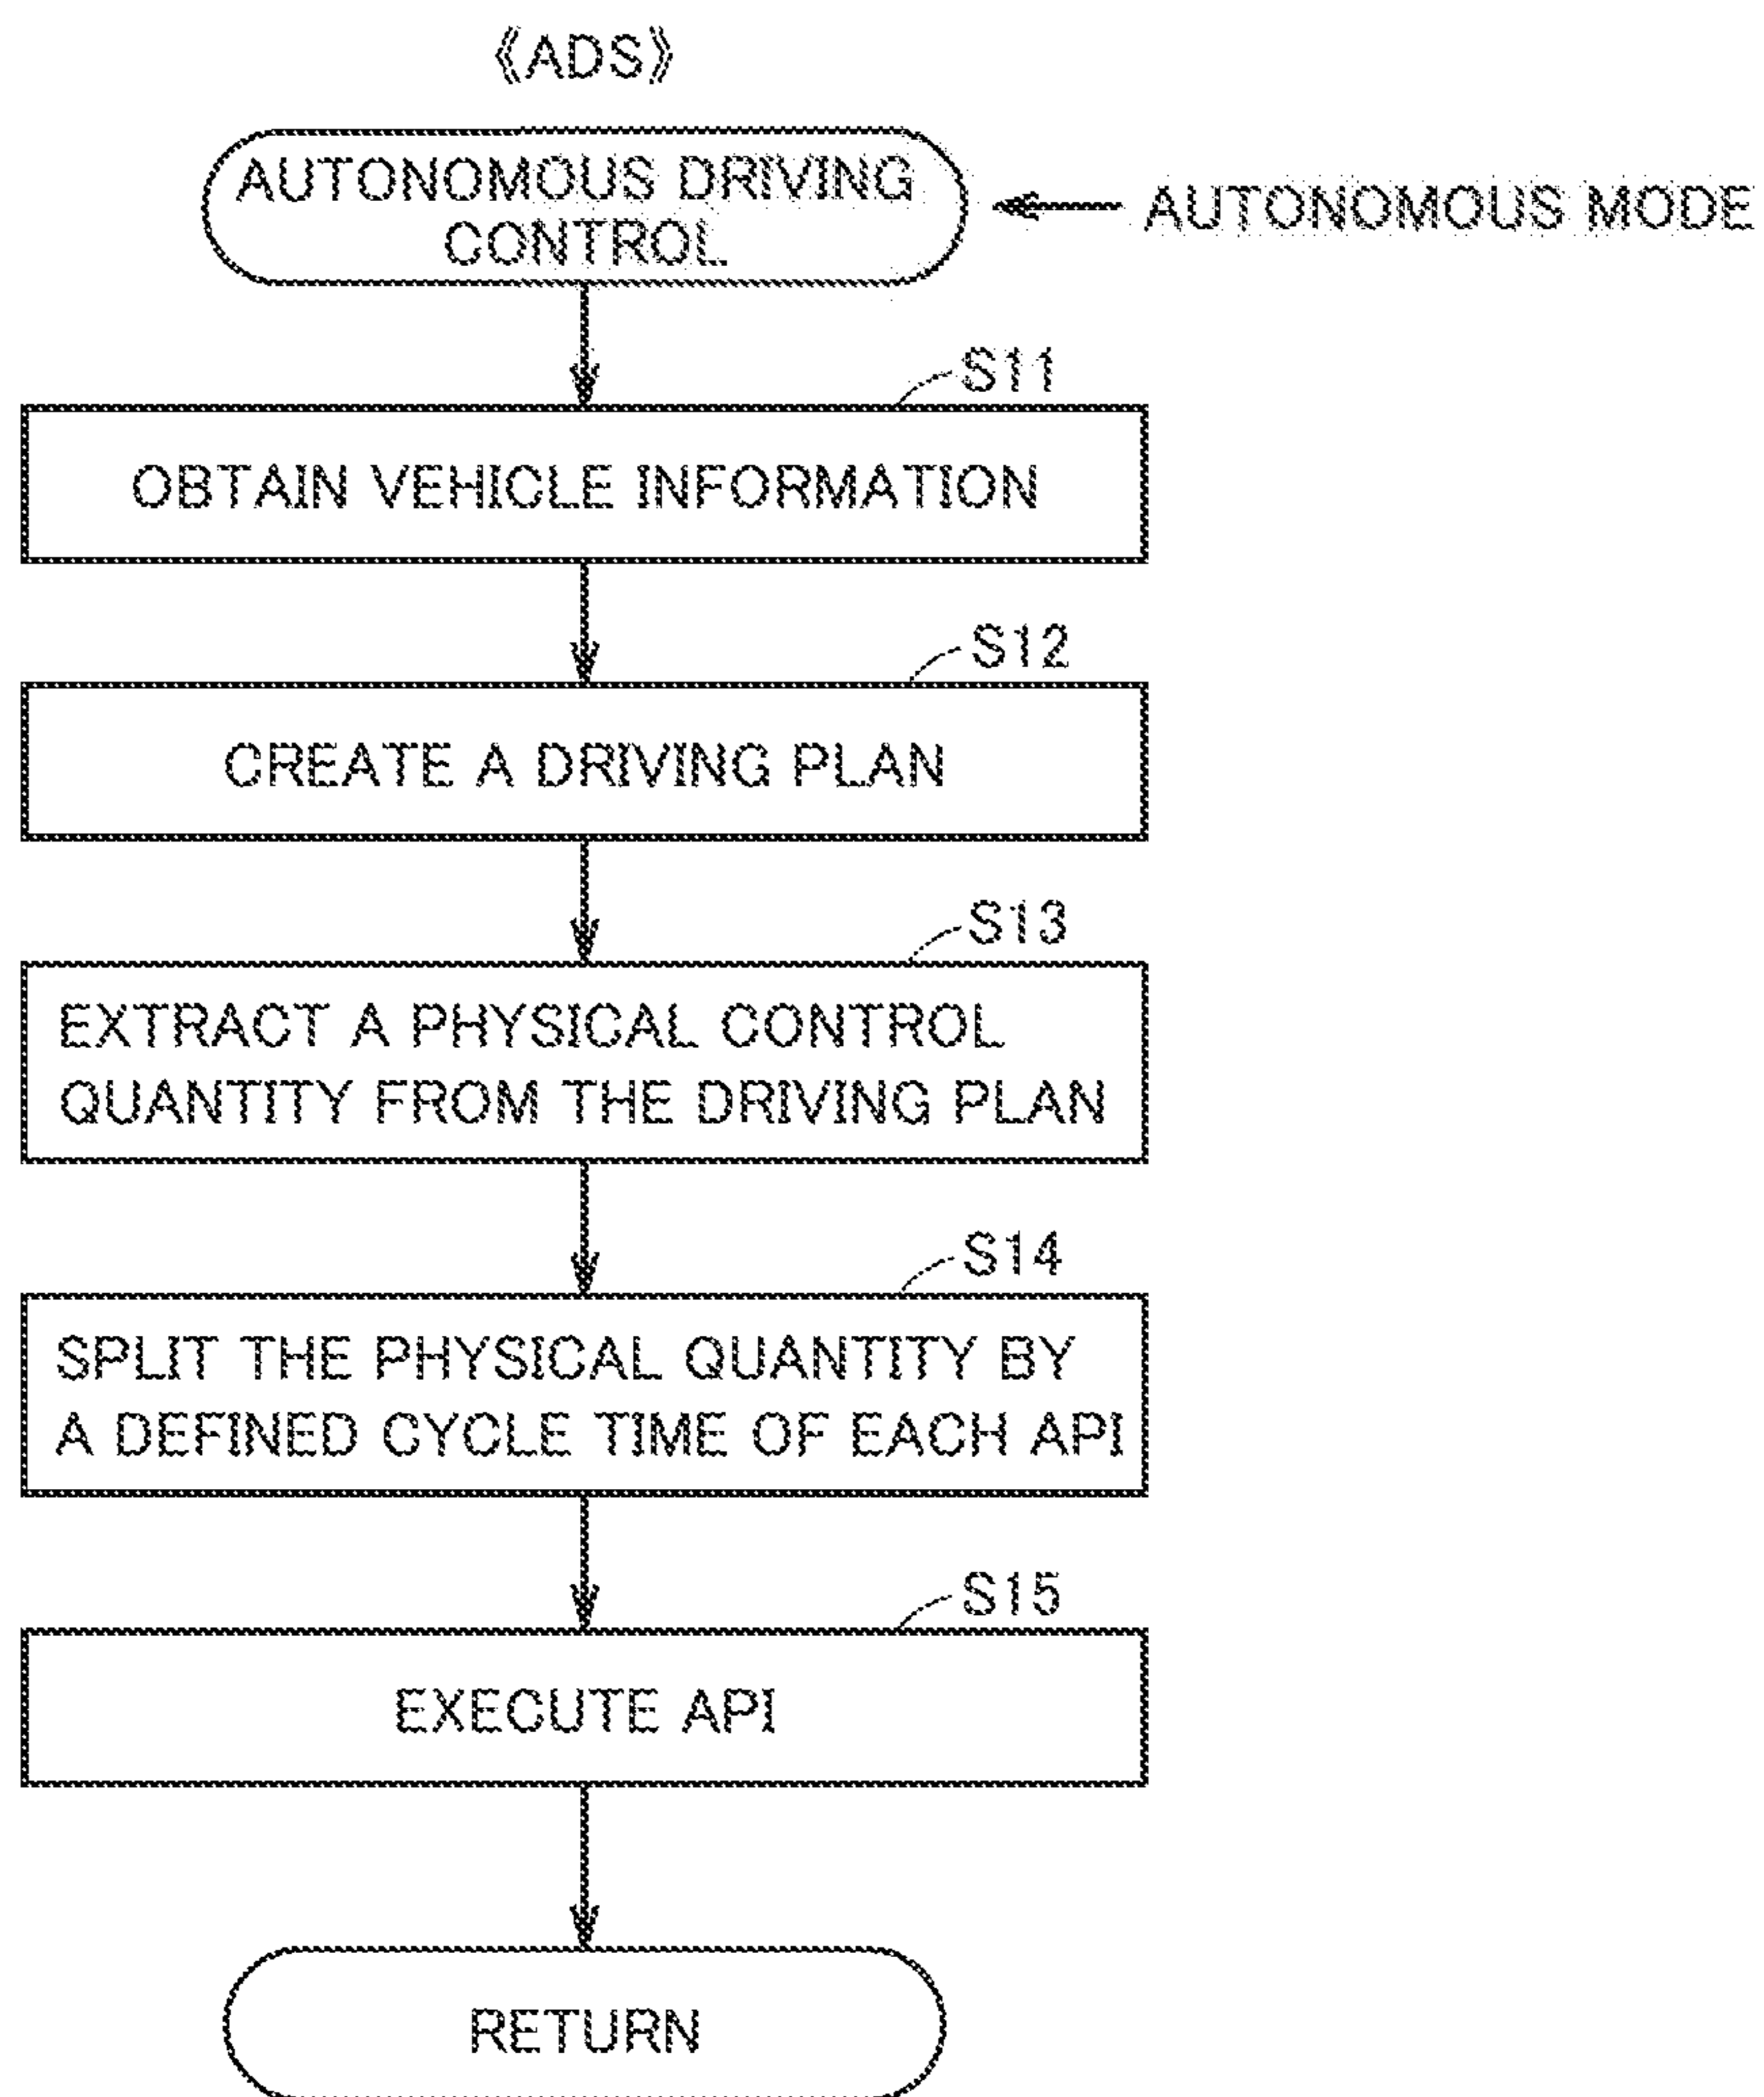 《ADS》
AUTONOMOUS DRIVING
CONTROL
AUTONOMOUS MODE
S11
OBTAIN VEHICLE INFORMATION
S12
CREATE A DRIVING PLAN
S13
EXTRACT A PHYSICAL CONTROL
QUANTITY FROM THE DRIVING PLAN
S14
SPLIT THE PHYSICAL QUANTITY BY
A DEFINED CYCLE TIME OF EACH API
S15
EXECUTE API
RETURN